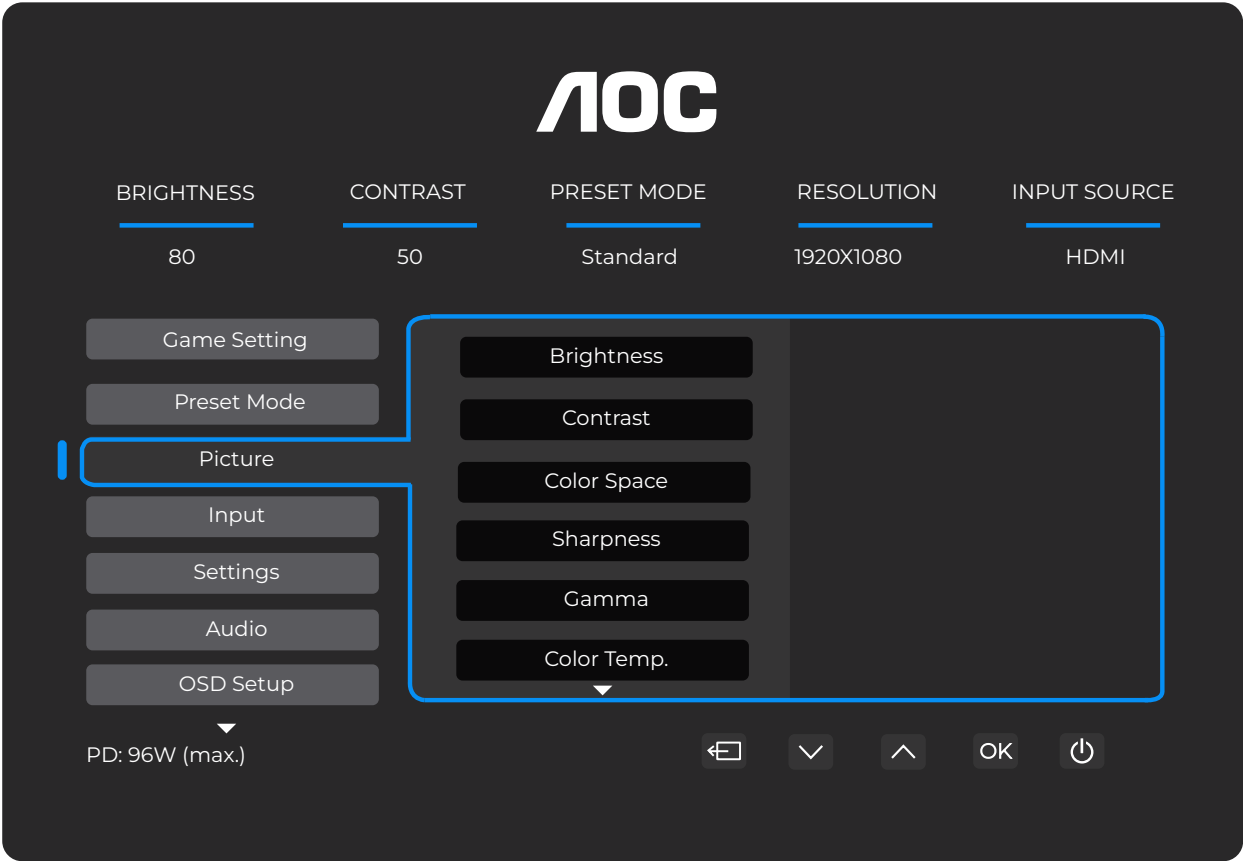 AOC
BRIGHTNESS CONTRAST PRESET MODE RESOLUTION INPUT SOURCE
80 50 Standard 1920X1080 HDMI
Game Setting
Preset Mode
Picture
Input
Settings
Audio
OSD Setup
Brightness
Contrast
Color Space
Sharpness
Gamma
Color Temp.
PD: 96W (max.)
OK